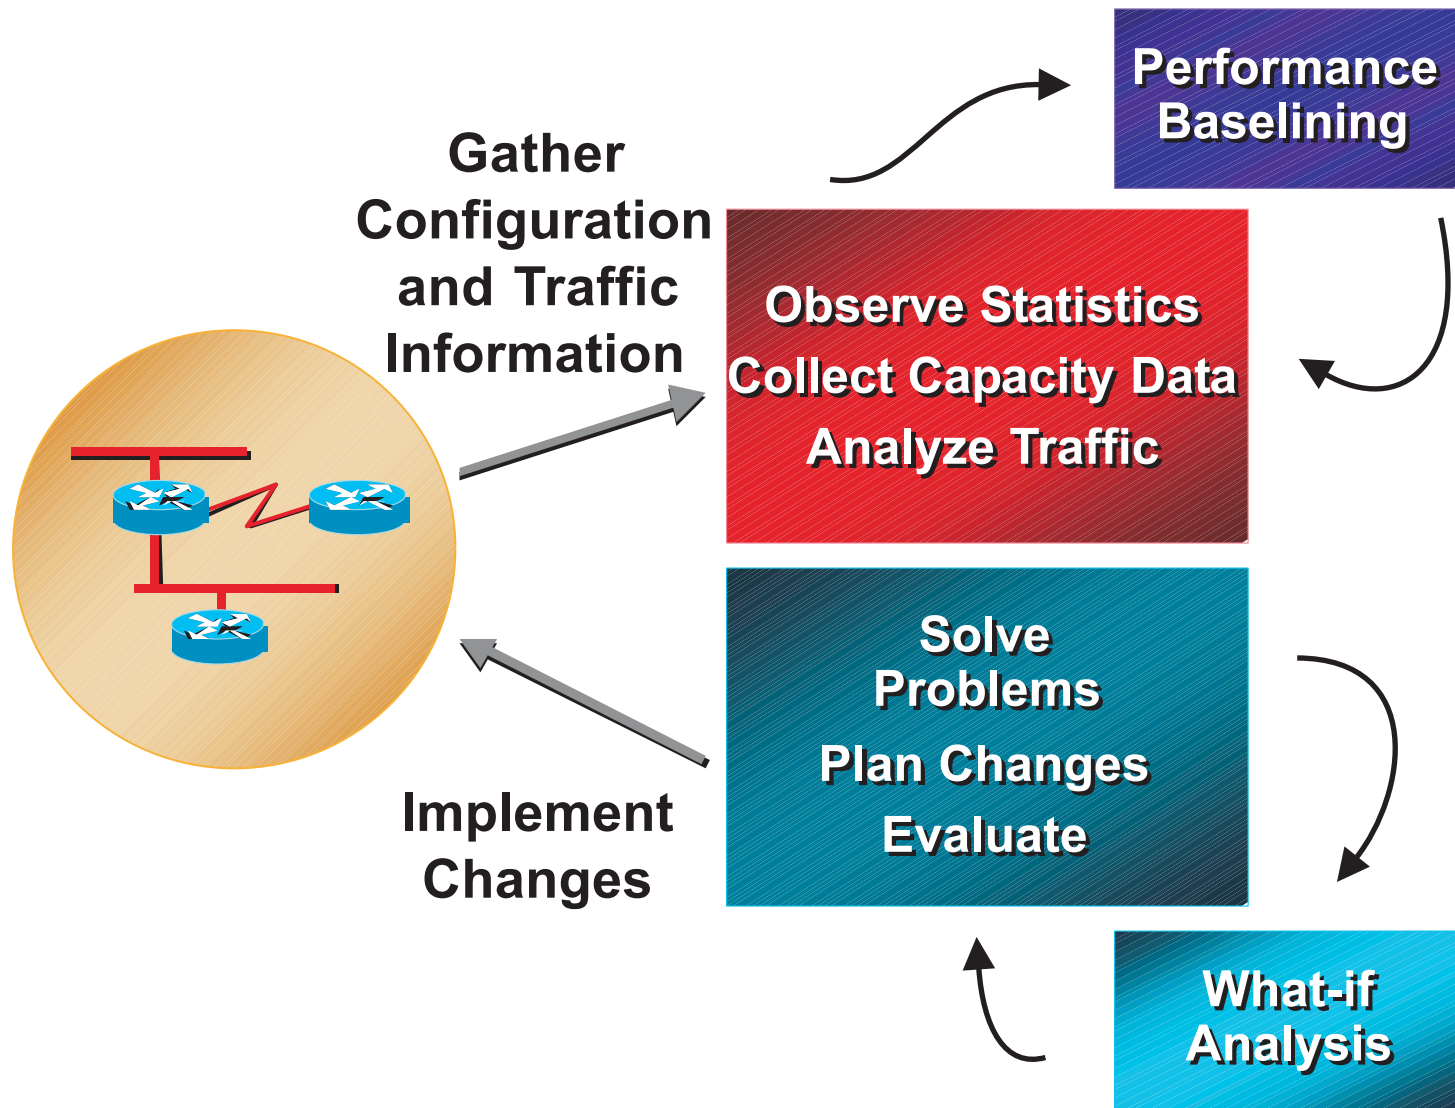 Performance
Baselining
Gather
Configuration
and Traffic
Information
Observe Statistics
Collect Capacity Data
Analyze Traffic
Solve
Problems
Plan Changes
Evaluate
Implement
Changes
What-if
Analysis